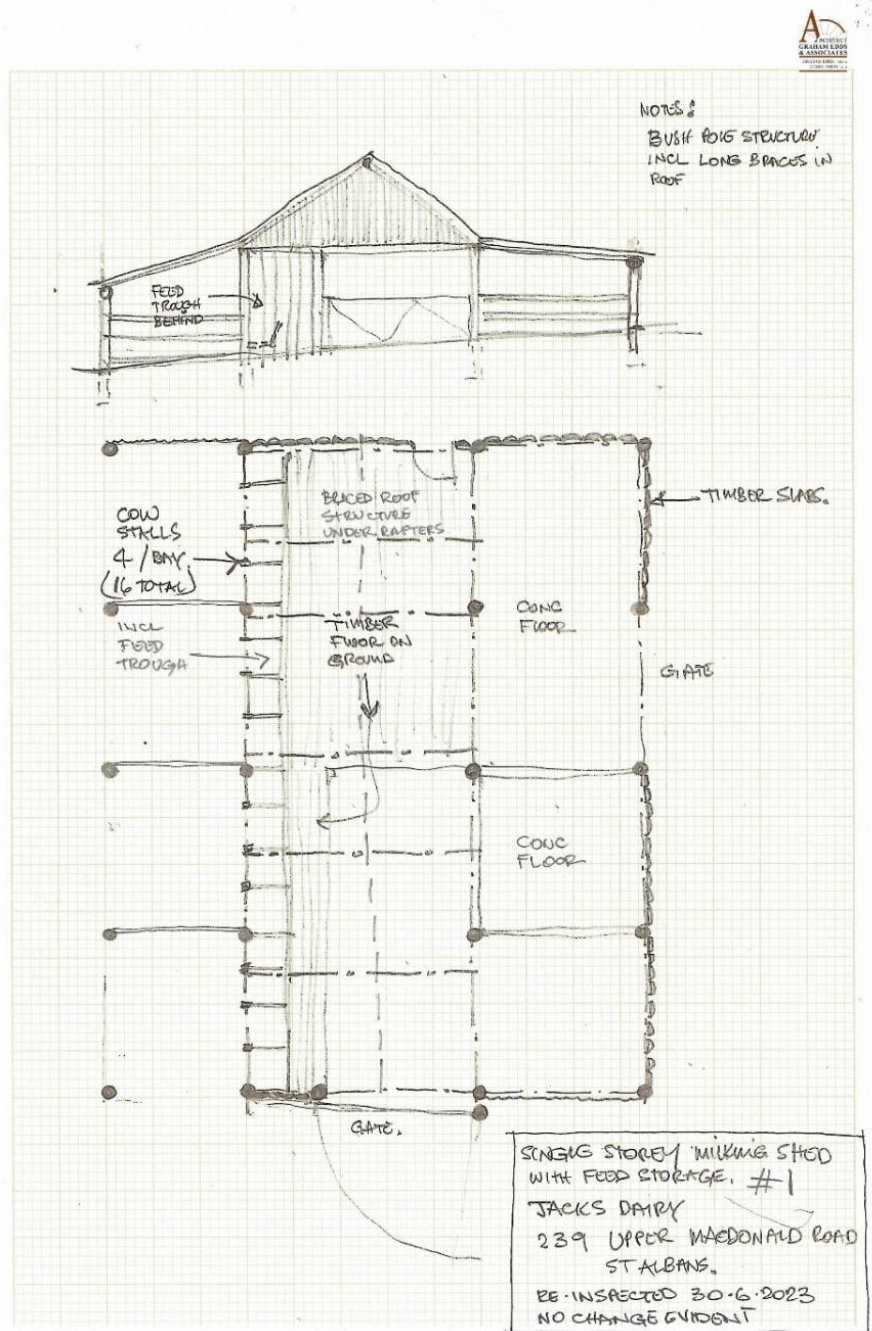 ARCHITECT
GRAHAM EDDS
& ASSOCIATES
NOTES:
BUSH POLE STRUCTURE
INCL LONG BRACES IN
ROOF
FEED
TROUGH
BEHIND
TIMBER SLABS.
BRACED ROOF
STRUCTURE
UNDER RAFTERS
COW
STALLS
4/BAY
(16 TOTAL)
INCL
FEED
TROUGH
TIMBER
FLOOR ON
GROUND
CONC
FLOOR
GATE
CONC
FLOOR
GATE.
SINGLE STOREY MILKING SHED
WITH FEED STORAGE. #1
JACKS DAIRY
239 UPPER MACDONALD ROAD
ST ALBANS.
RE-INSPECTED 30.6.2023
NO CHANGE EVIDENT